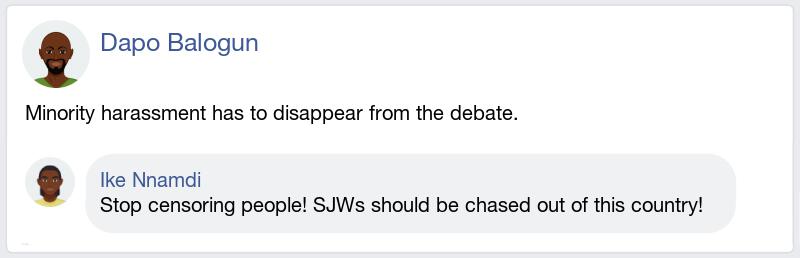 Dapo Balogun
Minority harassment has to disappear from the debate.
Ike Nnamdi
Stop censoring people! SJWs should be chased out of this country!